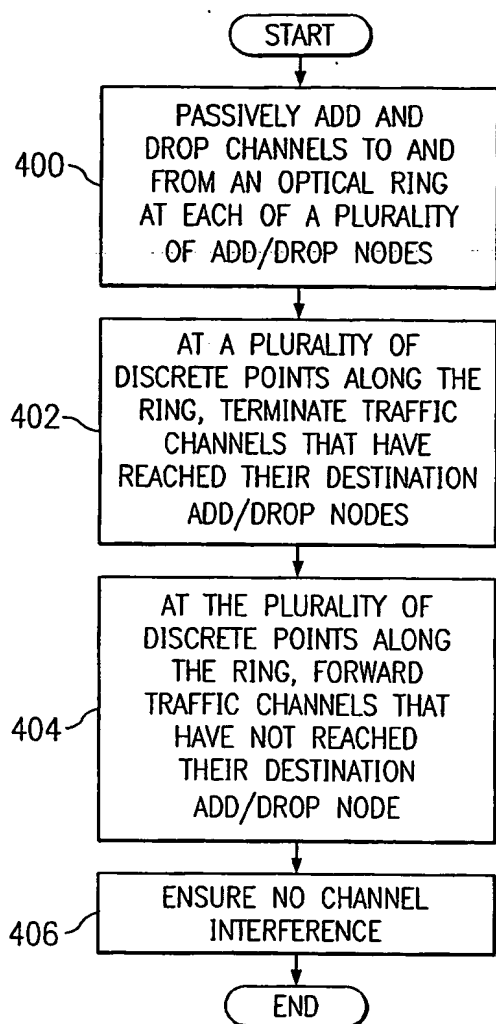 START
400
PASSIVELY ADD AND
DROP CHANNELS TO AND
FROM AN OPTICAL RING
AT EACH OF A PLURALITY
OF ADD/DROP NODES
402
AT A PLURALITY OF
DISCRETE POINTS ALONG THE
RING, TERMINATE TRAFFIC
CHANNELS THAT HAVE
REACHED THEIR DESTINATION
ADD/DROP NODES
404
AT THE PLURALITY OF
DISCRETE POINTS ALONG
THE RING, FORWARD
TRAFFIC CHANNELS THAT
HAVE NOT REACHED
THEIR DESTINATION
ADD/DROP NODE
406
ENSURE NO CHANNEL
INTERFERENCE
END